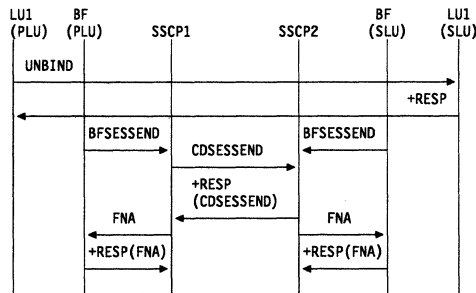 LU1 BF BF LU1
(PLU) (PLU) SSCP1 SSCP2 (SLU) (SLU)
UNBIND
+RESP
BFSESSEND BFSESSEND
CDSESSEND
+RESP
(CDSESSEND)
FNA FNA
+RESP(FNA) +RESP(FNA)